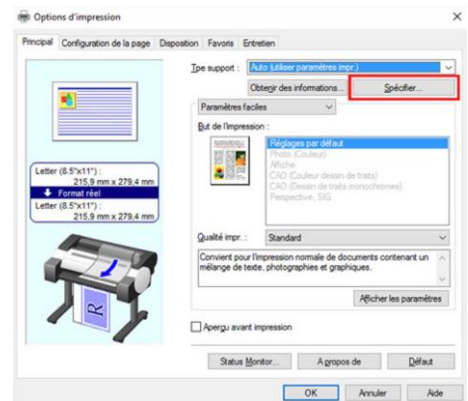 Options d'impression
Principal Configuration de la page Disposition Favoris Entretien
Tpe support : Auto (utiliser paramètres impr.)
Obtenir des informations... Spécifier...
Paramètres faciles
But de l'impression :
Réglages par défaut
Photo (Couleur)
Affiche
CAO (Couleur dessin de traits)
CAO (Dessin de traits monochromes)
Perspective, SIG
Letter (8.5"x11") :
215,9 mm x 279,4 mm
Format réel
Letter (8.5"x11") :
215,9 mm x 279,4 mm
Qualité impr. : Standard
Convient pour l'impression normale de documents contenant un
mélange de texte, photographies et graphiques.
Afficher les paramètres
Aperçu avant impression
Status Monitor... A propos de Défaut
OK Annuler Aide
R